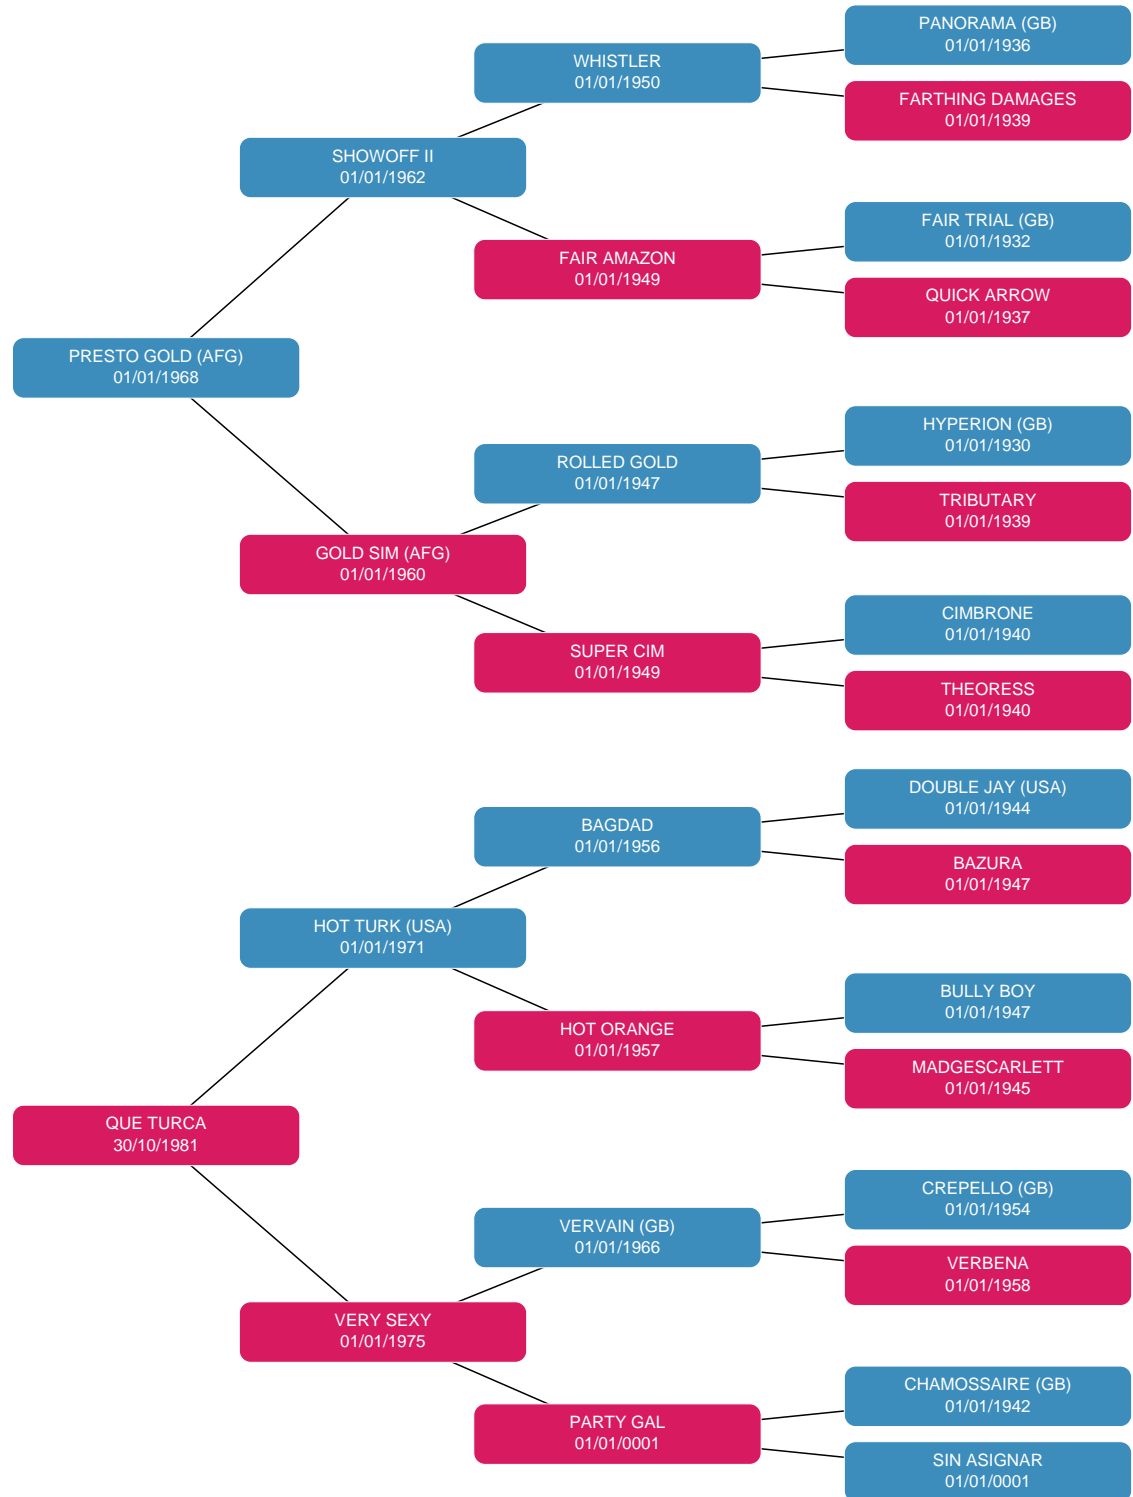 PANORAMA (GB)
01/01/1936
WHISTLER
01/01/1950
FARTHING DAMAGES
01/01/1939
SHOWOFF II
01/01/1962
FAIR TRIAL (GB)
01/01/1932
FAIR AMAZON
01/01/1949
QUICK ARROW
01/01/1937
PRESTO GOLD (AFG)
01/01/1968
HYPERION (GB)
01/01/1930
ROLLED GOLD
01/01/1947
TRIBUTARY
01/01/1939
GOLD SIM (AFG)
01/01/1960
CIMBRONE
01/01/1940
SUPER CIM
01/01/1949
THEORESS
01/01/1940
DOUBLE JAY (USA)
01/01/1944
BAGDAD
01/01/1956
BAZURA
01/01/1947
HOT TURK (USA)
01/01/1971
BULLY BOY
01/01/1947
HOT ORANGE
01/01/1957
MADGESCARLETT
01/01/1945
QUE TURCA
30/10/1981
CREPELLO (GB)
01/01/1954
VERVAIN (GB)
01/01/1966
VERBENA
01/01/1958
VERY SEXY
01/01/1975
CHAMOSSAIRE (GB)
01/01/1942
PARTY GAL
01/01/0001
SIN ASIGNAR
01/01/0001